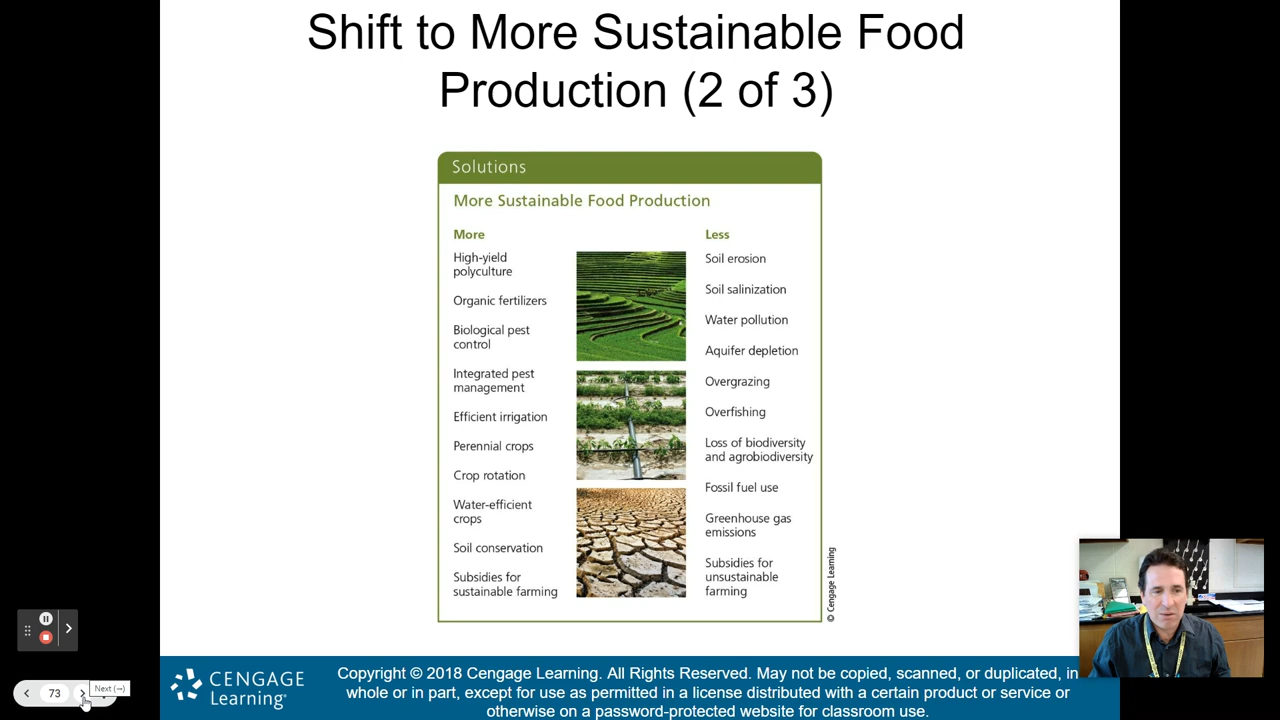 Shift to More Sustainable Food
Production (2 of 3)
Solutions
More Sustainable Food Production
More
High-yield
polyculture
Organic fertilizers
Biological pest
control
Integrated pest
management
Efficient irrigation
Perennial crops
Crop rotation
Water-efficient
crops
Soil conservation
Subsidies for
sustainable farming
Less
Soil erosion
Soil salinization
Water pollution
Aquifer depletion
Overgrazing
Overfishing
Loss of biodiversity
and agrobiodiversity
Fossil fuel use
Greenhouse gas
emissions
Subsidies for
unsustainable
farming
© Cengage Learning
73
Next (→)
CENGAGE
Learning®
Copyright © 2018 Cengage Learning. All Rights Reserved. May not be copied, scanned, or duplicated, in
whole or in part, except for use as permitted in a license distributed with a certain product or service or
otherwise on a password-protected website for classroom use.